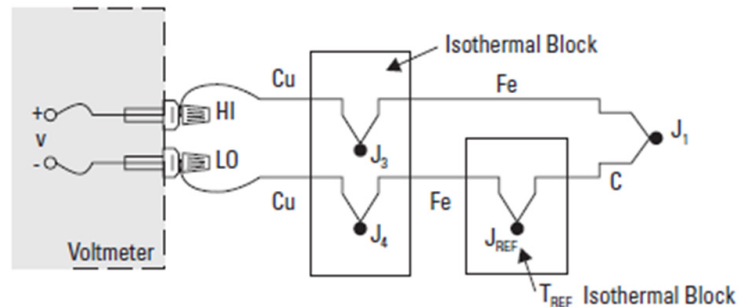 Isothermal Block
Cu
Fe
+
HI
J1
V
J3
-
LO
C
Cu
Fe
J4
JREF
Voltmeter
TREF Isothermal Block